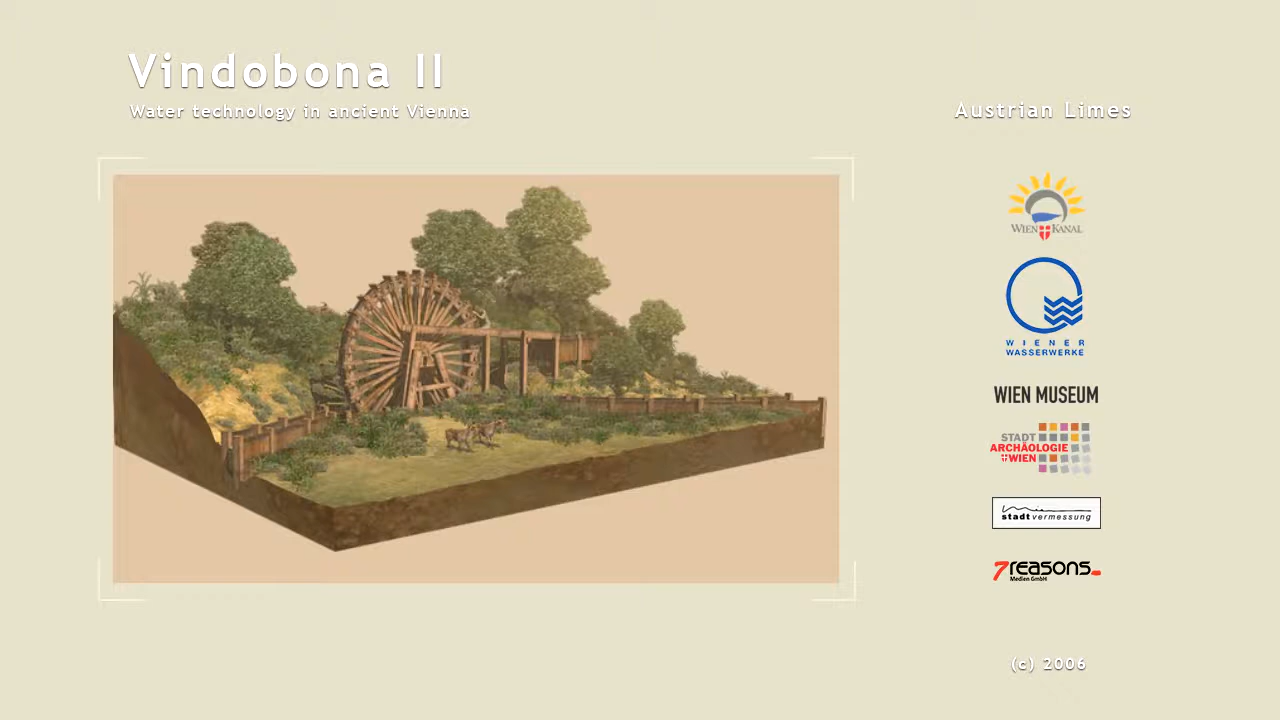 Vindobona II
Water technology in ancient Vienna
Austrian Limes
WIEN KANAL
WIENER
WASSERWERKE
WIEN MUSEUM
STADT
ARCHÄOLOGIE
WIEN
wien
stadtvermessung
7reasons
Medien GmbH
(c) 2006